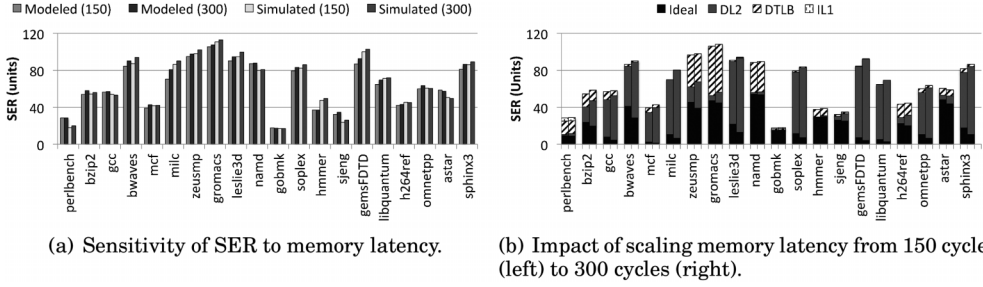 Modeled (150) Modeled (300) Simulated (150) Simulated (300)
SER (units)
120
80
40
0
perlbench
bzip2
gcc
bwaves
mcf
milc
zeusmp
gromacs
leslie3d
namd
gobmk
soplex
hmmer
sjeng
gemsFDTD
libquantum
h264ref
omnetpp
astar
sphinx3
(a) Sensitivity of SER to memory latency.
Ideal DL2 DTLB IL1
SER (units)
120
80
40
0
perlbench
bzip2
gcc
bwaves
mcf
milc
zeusmp
gromacs
leslie3d
namd
gobmk
soplex
hmmer
sjeng
gemsFDTD
libquantum
h264ref
omnetpp
astar
sphinx3
(b) Impact of scaling memory latency from 150 cycle
(left) to 300 cycles (right).